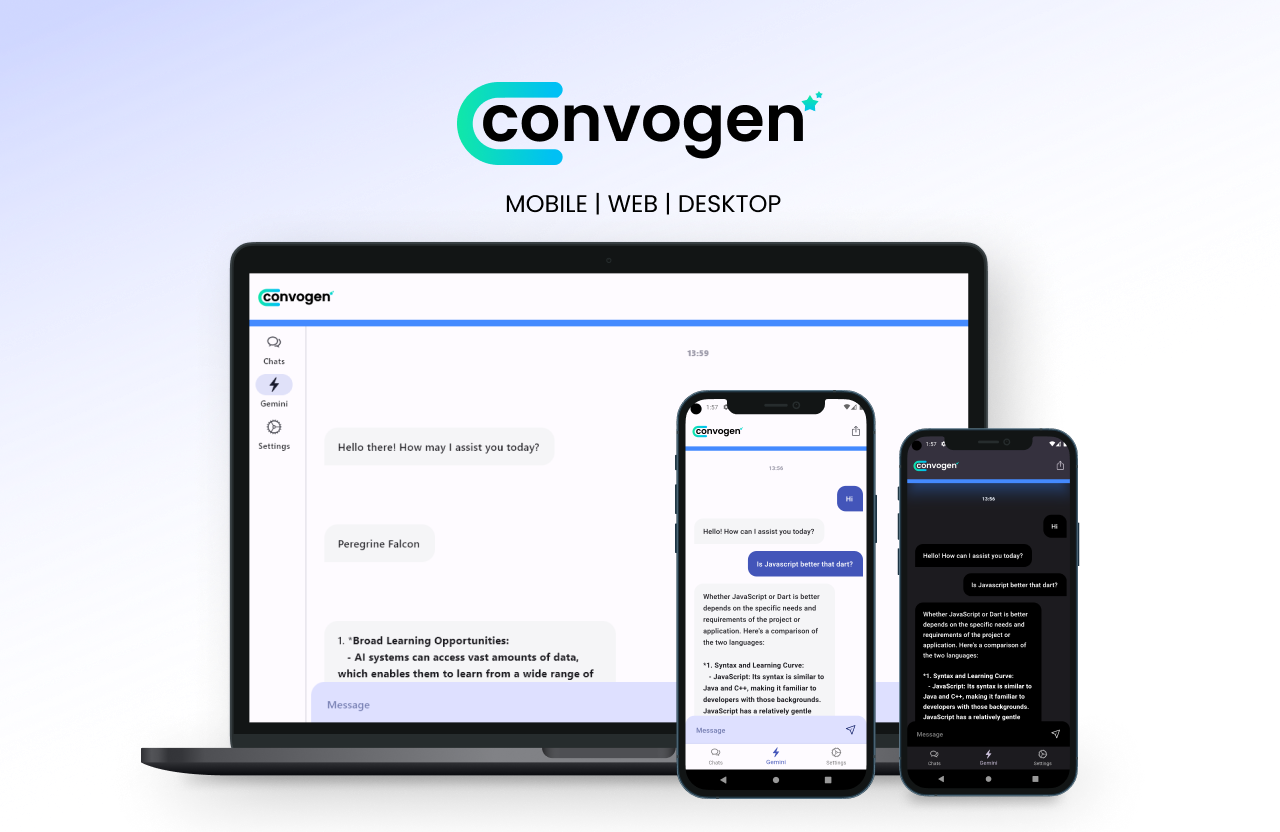 convogen
MOBILE | WEB | DESKTOP
convogen
Chats
Gemini
Settings
13:59
Hello there! How may I assist you today?
Peregrine Falcon
1. *Broad Learning Opportunities:
- AI systems can access vast amounts of data,
which enables them to learn from a wide range of
Message
1:57
convogen
13:56
Hi
Hello! How can I assist you today?
Is Javascript better that dart?
Whether JavaScript or Dart is better
depends on the specific needs and
requirements of the project or
application. Here's a comparison of
the two languages:
*1. Syntax and Learning Curve:
- JavaScript: Its syntax is similar to
Java and C++, making it familiar to
developers with those backgrounds.
JavaScript has a relatively gentle
Message
Chats
Gemini
Settings
1:57
convogen
13:56
Hi
Hello! How can I assist you today?
Is Javascript better that dart?
Whether JavaScript or Dart is better
depends on the specific needs and
requirements of the project or
application. Here's a comparison of
the two languages:
*1. Syntax and Learning Curve:
- JavaScript: Its syntax is similar to
Java and C++, making it familiar to
developers with those backgrounds.
JavaScript has a relatively gentle
Message
Chats
Gemini
Settings